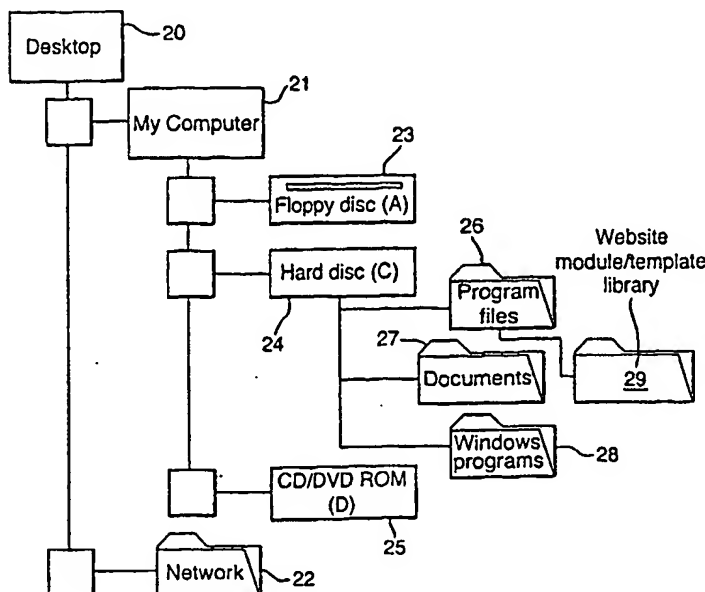 20
Desktop
21
My Computer
23
Floppy disc (A)
26
Website
module/template
library
Hard disc (C)
24
Program
files
27
Documents
29
Windows
programs
28
CD/DVD ROM
(D)
25
Network
22